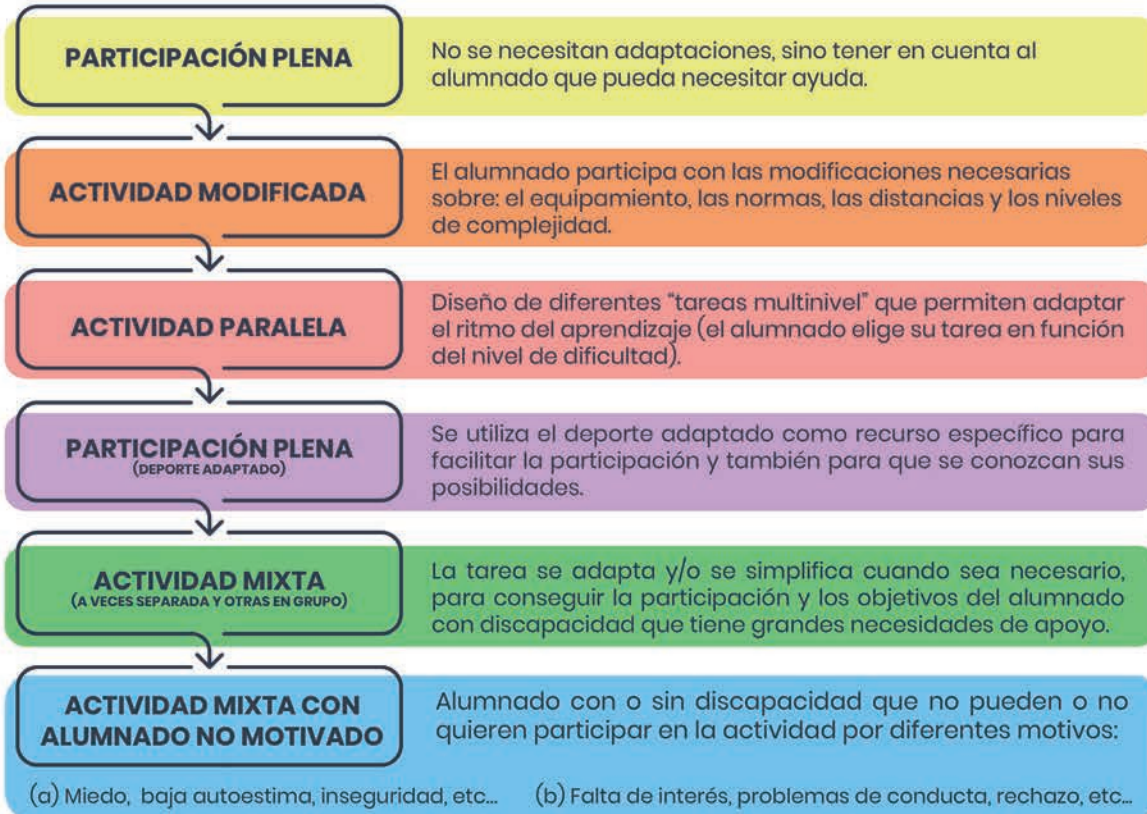 PARTICIPACIÓN PLENA
No se necesitan adaptaciones, sino tener en cuenta al
alumnado que pueda necesitar ayuda.
ACTIVIDAD MODIFICADA
El alumnado participa con las modificaciones necesarias
sobre: el equipamiento, las normas, las distancias y los niveles
de complejidad.
ACTIVIDAD PARALELA
Diseño de diferentes "tareas multinivel" que permiten adaptar
el ritmo del aprendizaje (el alumnado elige su tarea en función
del nivel de dificultad).
PARTICIPACIÓN PLENA
(DEPORTE ADAPTADO)
Se utiliza el deporte adaptado como recurso específico para
facilitar la participación y también para que se conozcan sus
posibilidades.
ACTIVIDAD MIXTA
(A VECES SEPARADA Y OTRAS EN GRUPO)
La tarea se adapta y/o se simplifica cuando sea necesario,
para conseguir la participación y los objetivos del alumnado
con discapacidad que tiene grandes necesidades de apoyo.
ACTIVIDAD MIXTA CON
ALUMNADO NO MOTIVADO
Alumnado con o sin discapacidad que no pueden o no
quieren participar en la actividad por diferentes motivos:
(a) Miedo, baja autoestima, inseguridad, etc... (b) Falta de interés, problemas de conducta, rechazo, etc...